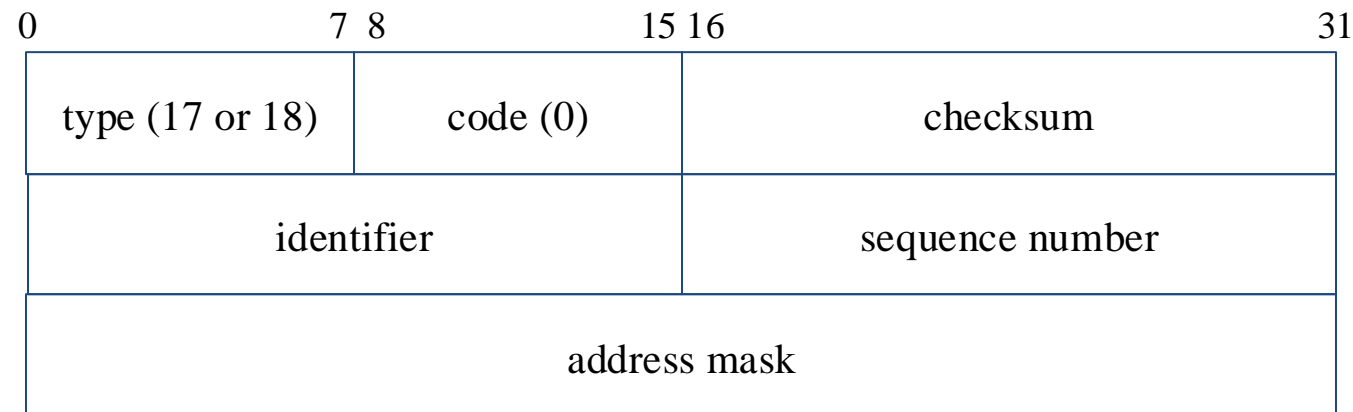 0 7 8 15 16 31
type (17 or 18) code (0) checksum
identifier sequence number
address mask